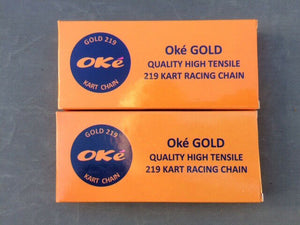 GOLD 219
OKé
KART CHAIN
Oké GOLD
QUALITY HIGH TENSILE
219 KART RACING CHAIN
GOLD 219
OKé
KART CHAIN
Oké GOLD
QUALITY HIGH TENSILE
219 KART RACING CHAIN